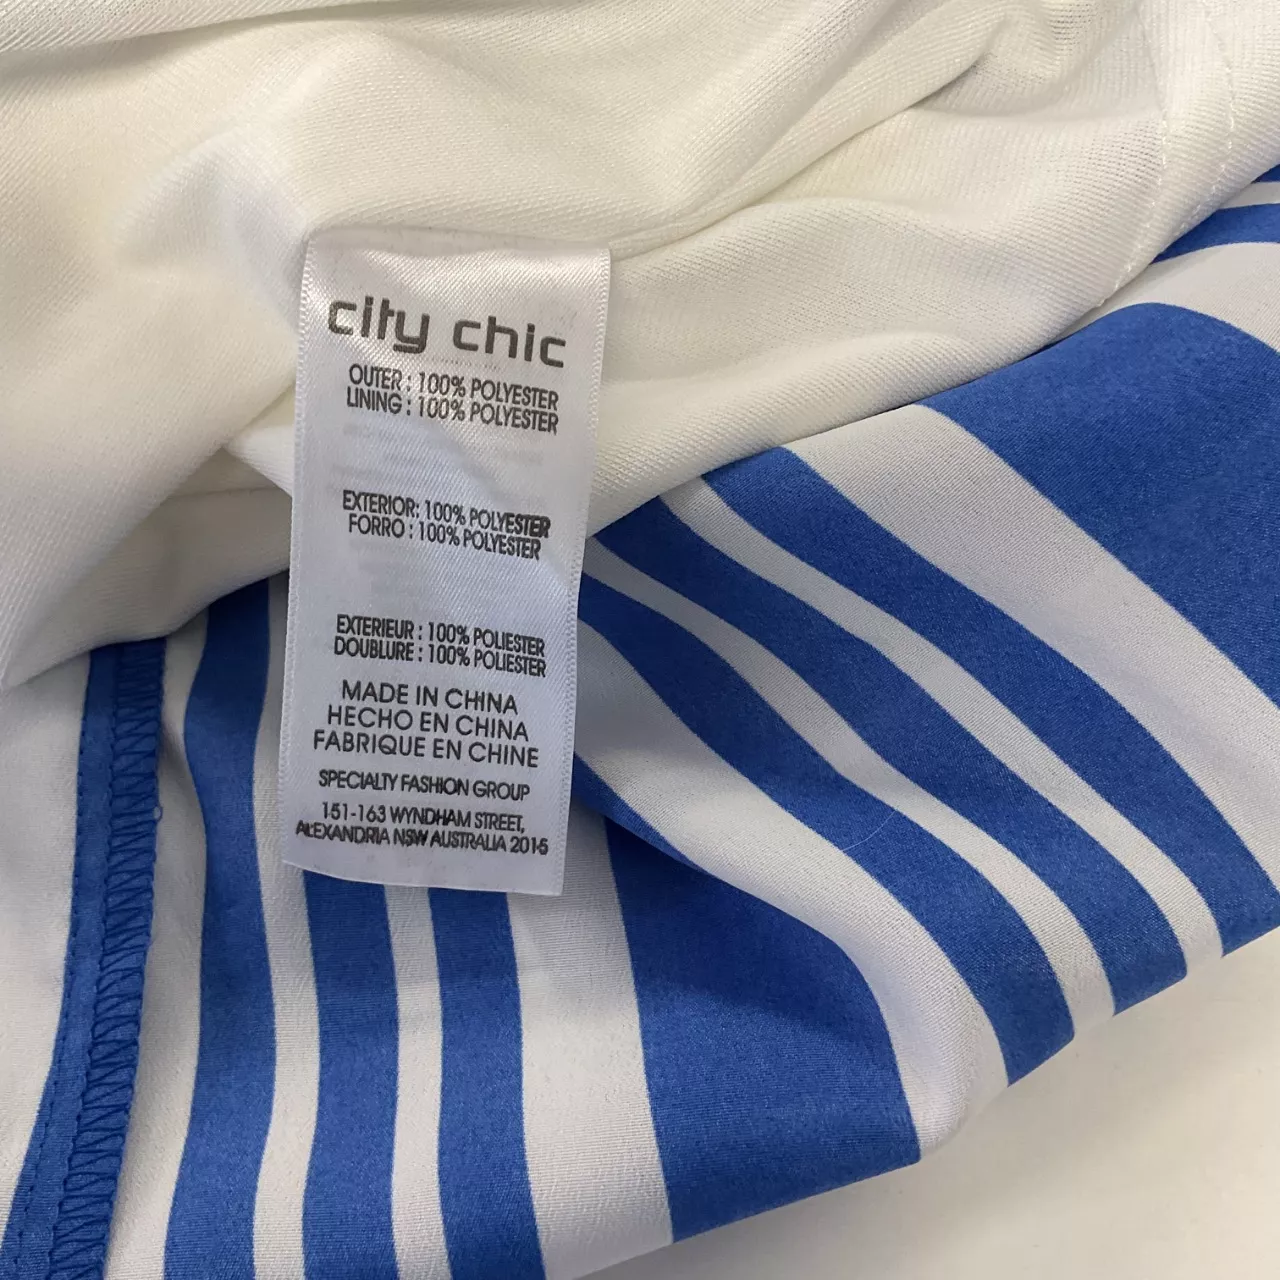 city chic
OUTER : 100% POLYESTER
LINING : 100% POLYESTER
EXTERIOR: 100% POLYESTER
FORRO : 100% POLYESTER
EXTERIEUR : 100% POLIESTER
DOUBLURE : 100% POLIESTER
MADE IN CHINA
HECHO EN CHINA
FABRIQUE EN CHINE
SPECIALTY FASHION GROUP
151-163 WYNDHAM STREET,
ALEXANDRIA NSW AUSTRALIA 2015